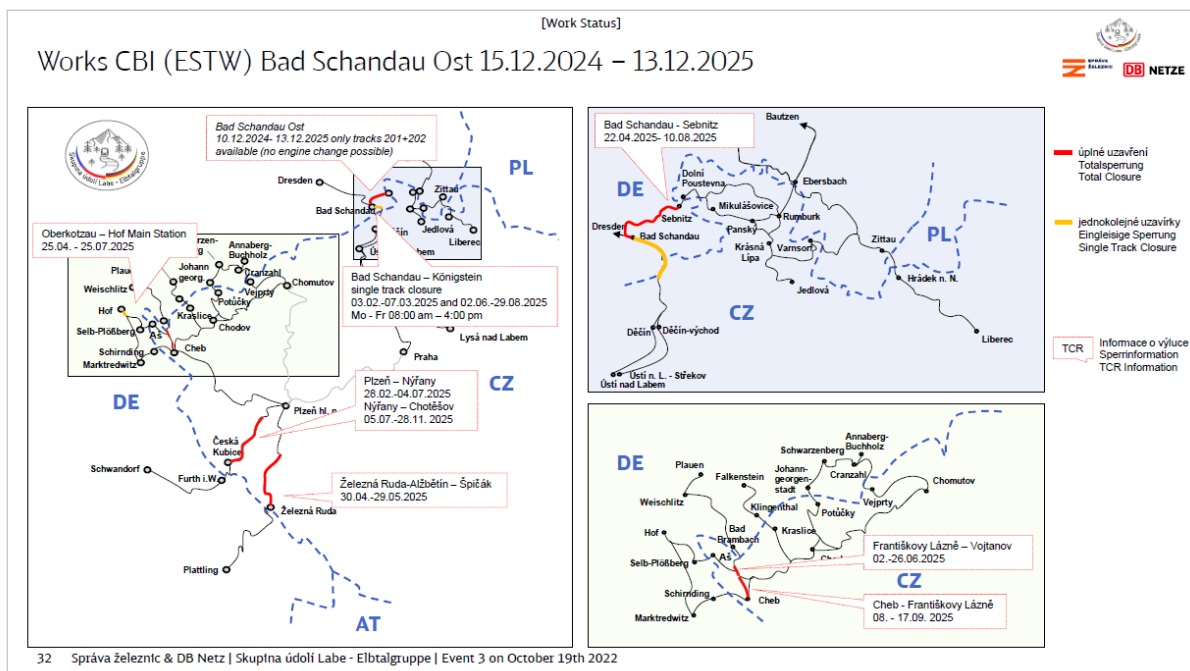 [Work Status]
Works CBI (ESTW) Bad Schandau Ost 15.12.2024 – 13.12.2025
Skupina údolí Labe - Elbtalgruppe
SPRÁVA
ŽELEZNIC
DB NETZE
Skupina údolí Labe - Elbtalgruppe
Bad Schandau Ost
10.12.2024- 13.12.2025 only tracks 201+202
available (no engine change possible)
PL
Dresden
Zittau
Bad Schandau
Jedlová
Liberec
Oberkotzau – Hof Main Station
25.04. - 25.07.2025
Annaberg-
Buchholz
Johann
georg.
Cranzahl
Chomutov
Weischlitz
Vejprty
Potůčky
Hof
Kraslice
Chodov
Selb-Plößberg
Aš
Schirnding
Cheb
Marktredwitz
Bad Schandau – Königstein
single track closure
03.02.-07.03.2025 and 02.06.-29.08.2025
Mo - Fr 08:00 am – 4:00 pm
Lysá nad Labem
Praha
CZ
DE
Plzeň – Nýřany
28.02.-04.07.2025
Nýřany – Chotěšov
05.07.-28.11. 2025
Plzeň hl. n.
Česká
Kubice
Schwandorf
Furth i.W.
Železná Ruda-Alžbětín – Špičák
30.04.-29.05.2025
Železná Ruda
Plattling
AT
Bad Schandau - Sebnitz
22.04.2025- 10.08.2025
Bautzen
DE
Dolní
Poustevna
Ebersbach
Mikulášovice
Sebnitz
Rumburk
Dresden
Panský
Bad Schandau
Krásná
Lípa
Varnsdorf
Zittau
PL
Hrádek n. N.
Jedlová
CZ
Děčín
Děčín-východ
Liberec
Ústí n. L. - Střekov
Ústí nad Labem
úplné uzavření
Totalsperrung
Total Closure
jednokolejné uzavírky
Eingleisige Sperrung
Single Track Closure
TCR
Informace o výluce
Sperrinformation
TCR Information
DE
Annaberg-
Buchholz
Schwarzenberg
Plauen
Falkenstein
Johann-
georgen-
stadt
Cranzahl
Chomutov
Weischlitz
Klingenthal
Vejprty
Potůčky
Hof
Bad
Brambach
Kraslice
Aš
Selb-Plößberg
Františkovy Lázně – Vojtanov
02.-26.06.2025
CZ
Schirnding
Cheb
Cheb - Františkovy Lázně
08. - 17.09. 2025
Marktredwitz
32 Správa železnic & DB Netz | Skupina údolí Labe - Elbtalgruppe | Event 3 on October 19th 2022